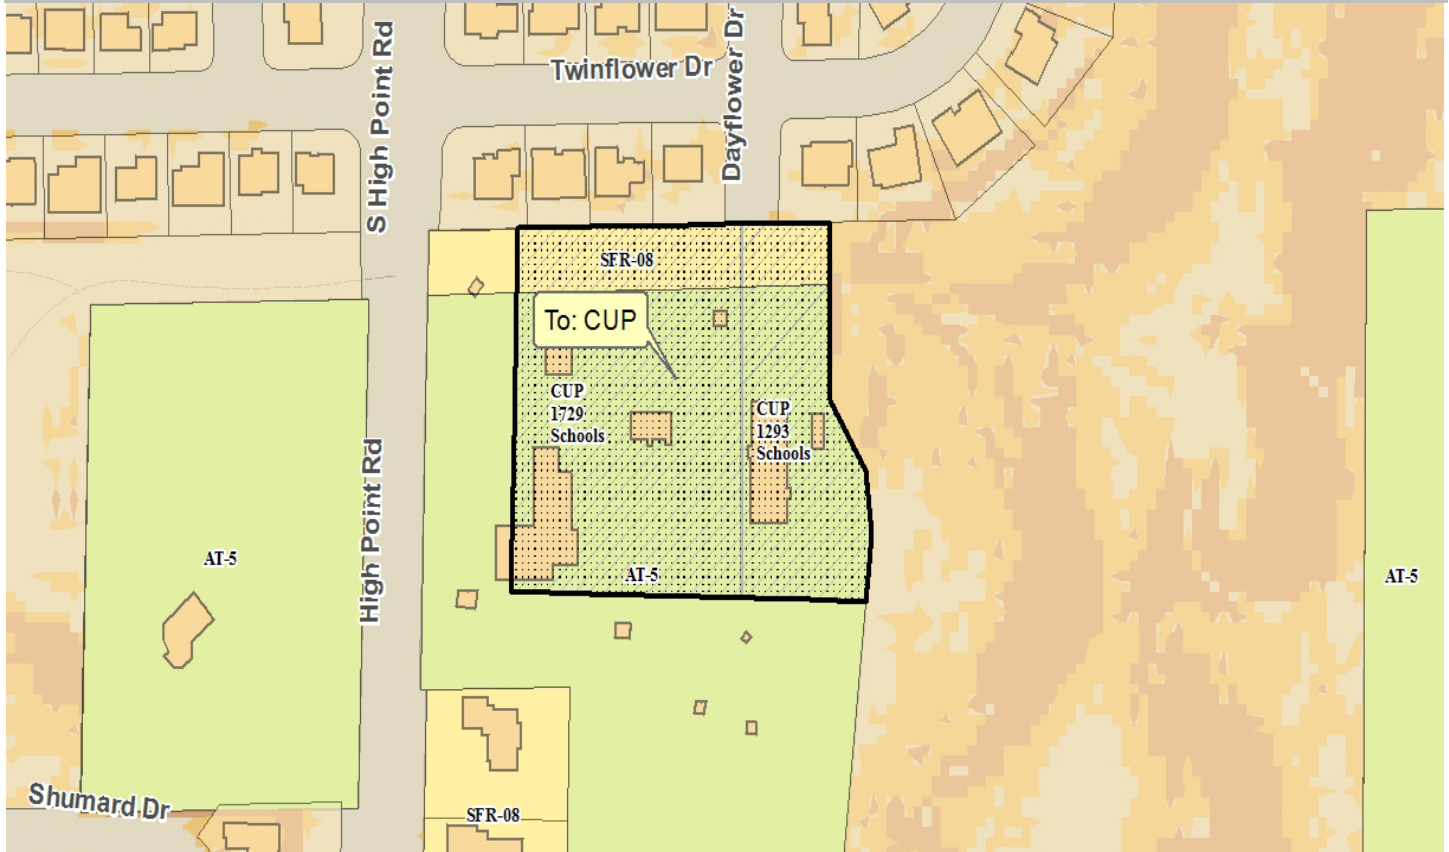 S High Point Rd
Twinflower Dr
Dayflower Dr
SFR-08
To: CUP
CUP
1729
Schools
CUP
1293
Schools
High Point Rd
AT-5
AT-5
AT-5
Shumard Dr
SFR-08